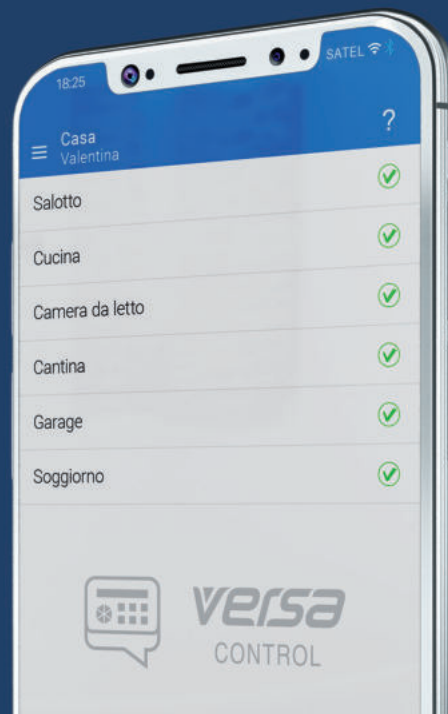 18:25
SATEL
Casa
Valentina
?
Salotto
Cucina
Camera da letto
Cantina
Garage
Soggiorno
versa
CONTROL